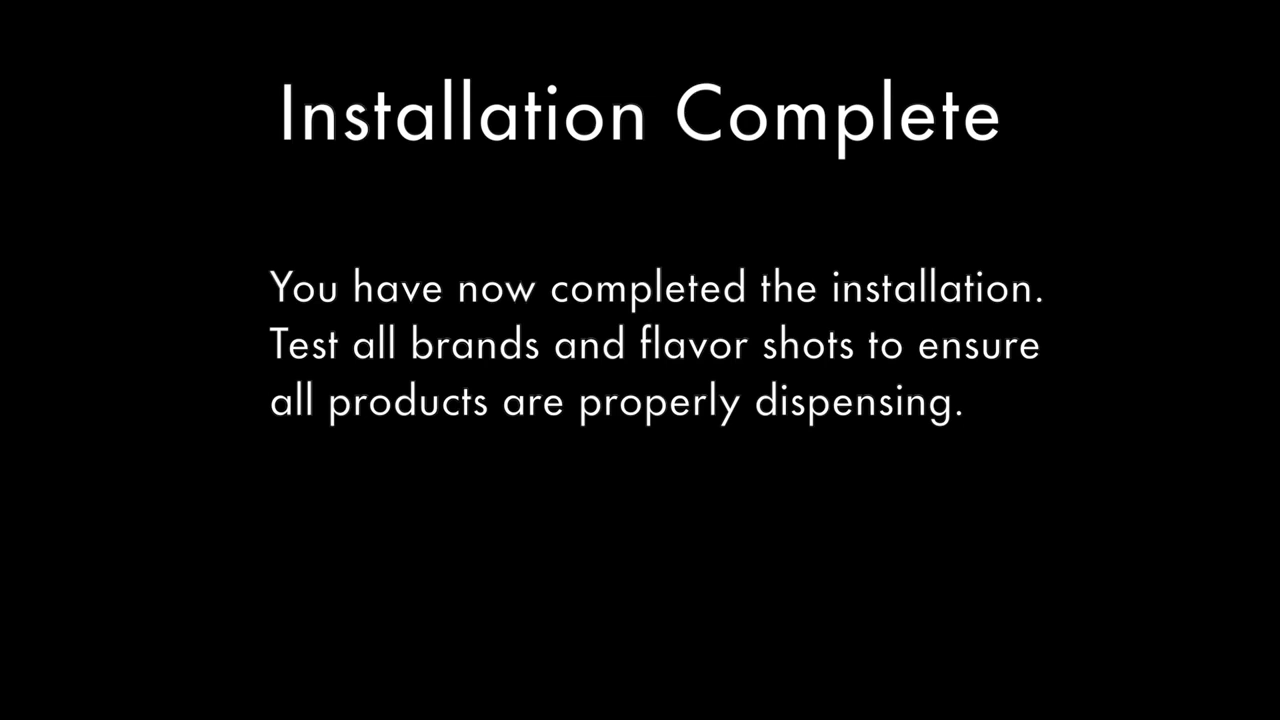 Installation Complete
You have now completed the installation.
Test all brands and flavor shots to ensure
all products are properly dispensing.